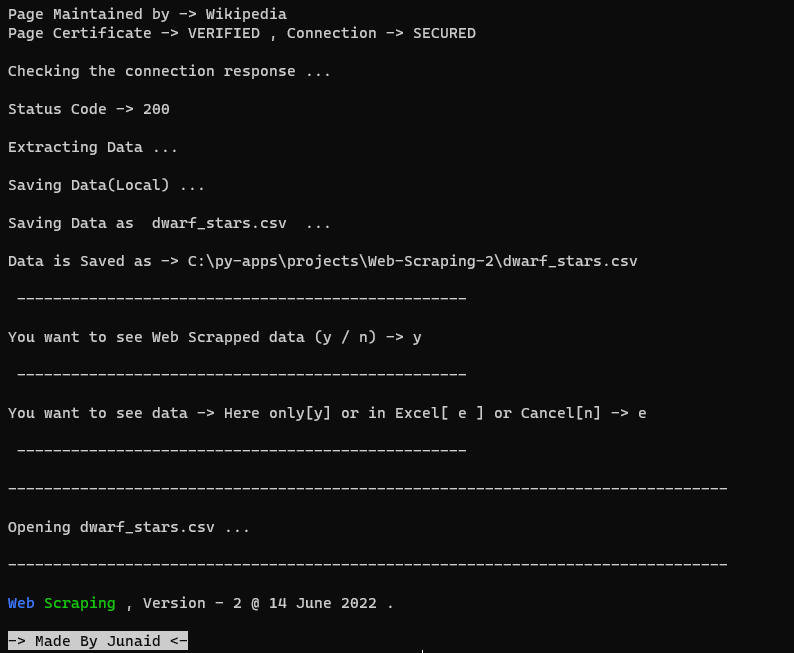 Page Maintained by -> Wikipedia
Page Certificate -> VERIFIED , Connection -> SECURED
Checking the connection response ...
Status Code -> 200
Extracting Data ...
Saving Data(Local) ...
Saving Data as  dwarf_stars.csv  ...
Data is Saved as -> C:\py-apps\projects\Web-Scraping-2\dwarf_stars.csv
--------------------------------------------------
You want to see Web Scrapped data (y / n) -> y
--------------------------------------------------
You want to see data -> Here only[y] or in Excel[ e ] or Cancel[n] -> e
--------------------------------------------------
--------------------------------------------------------------------------------
Opening dwarf_stars.csv ...
--------------------------------------------------------------------------------
Web Scraping , Version - 2 @ 14 June 2022 .
-> Made By Junaid <-